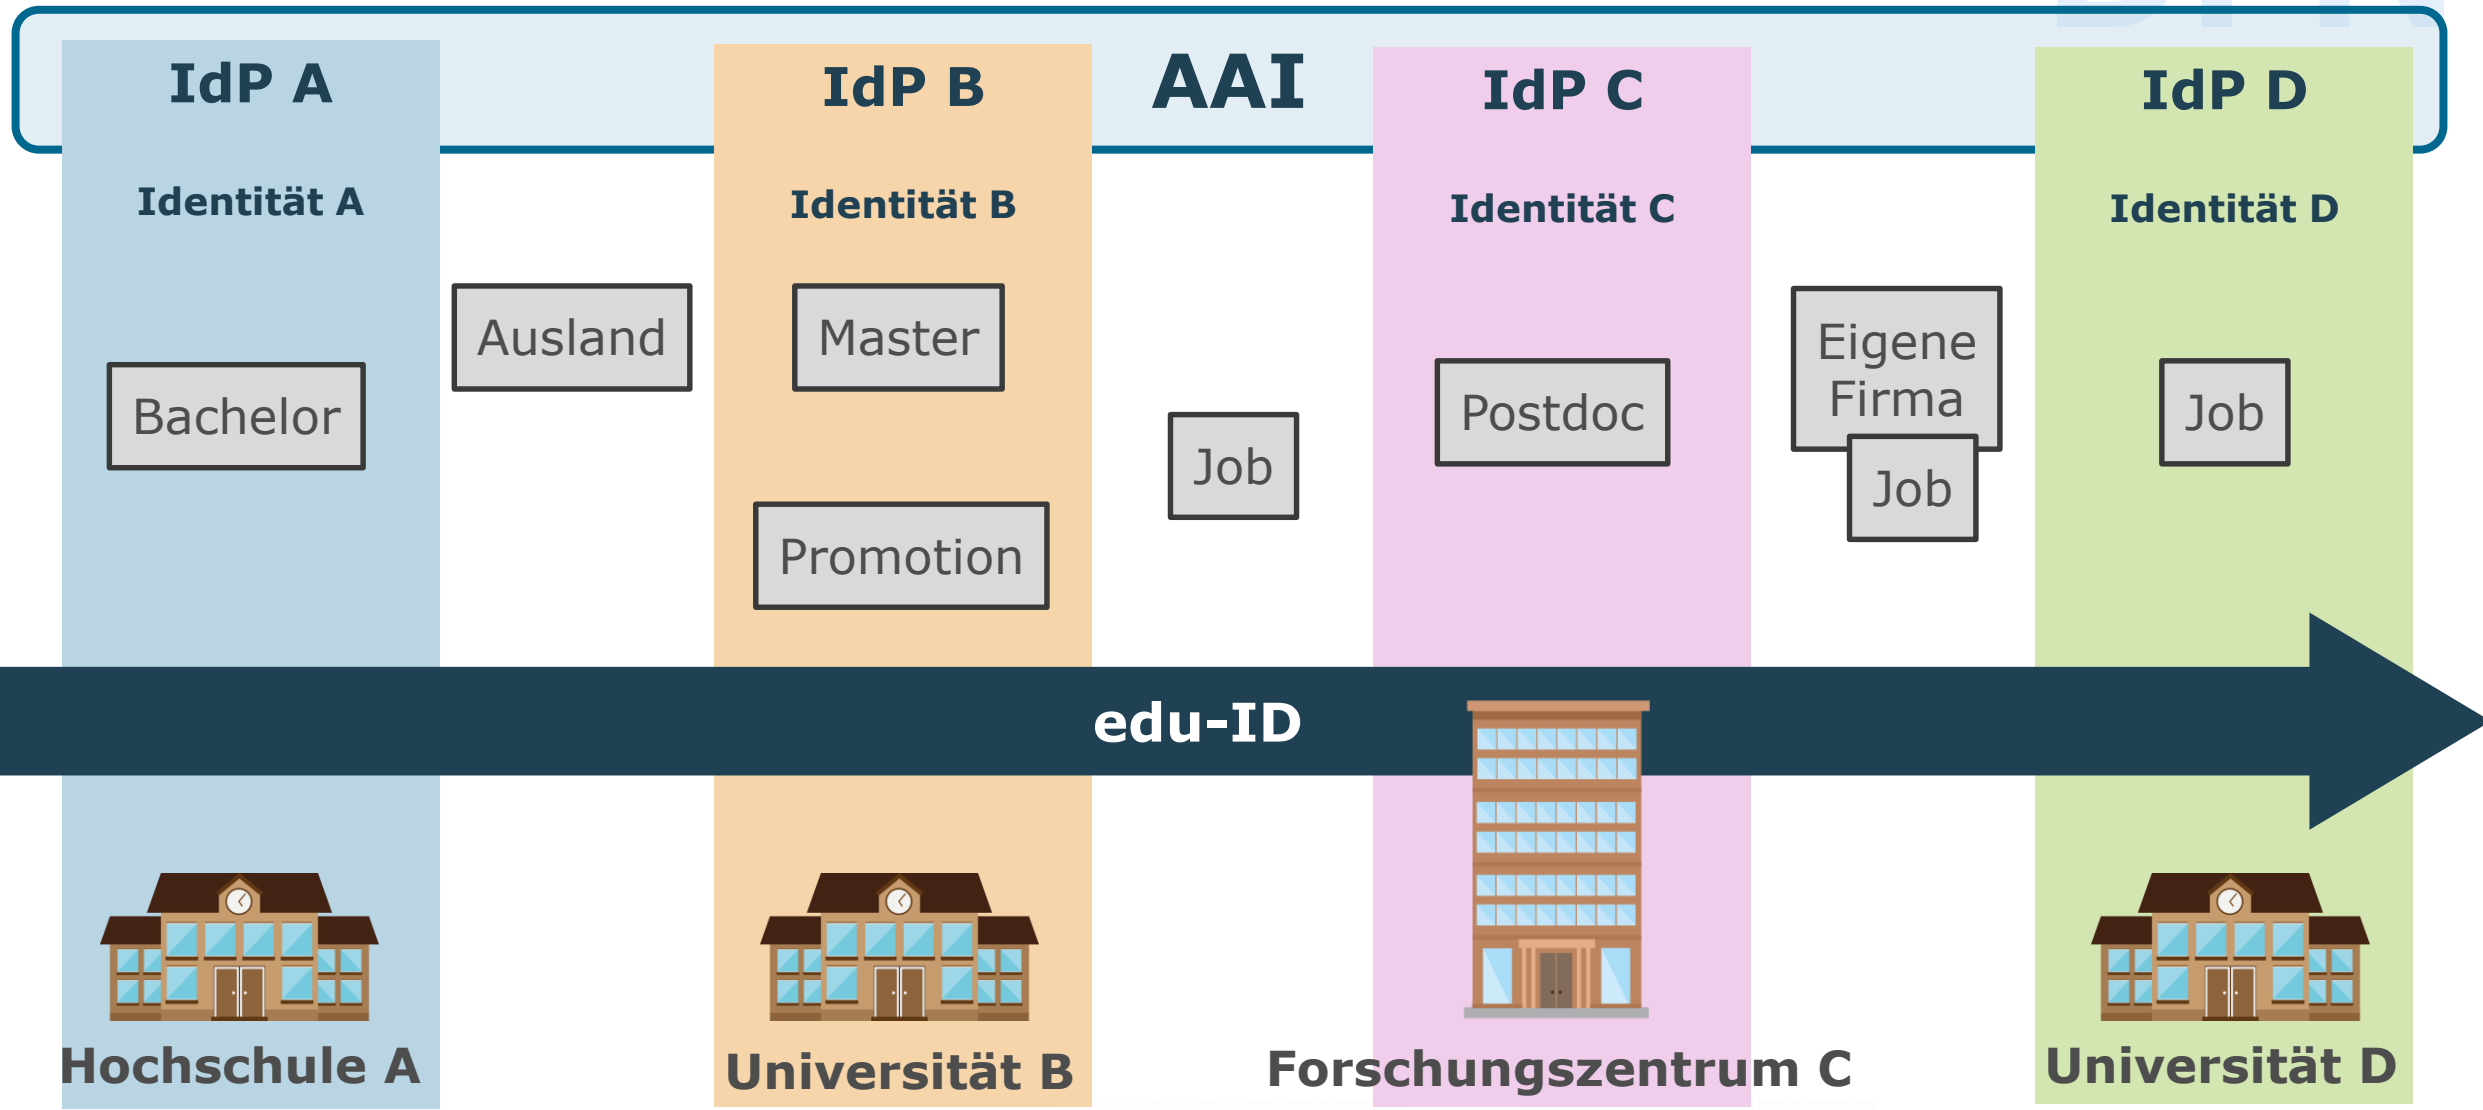 AAI
IdP A
IdP B
IdP C
IdP D
Identität A
Identität B
Identität C
Identität D
Bachelor
Ausland
Master
Promotion
Job
Postdoc
Eigene
Firma
Job
Job
edu-ID
Hochschule A
Universität B
Forschungszentrum C
Universität D